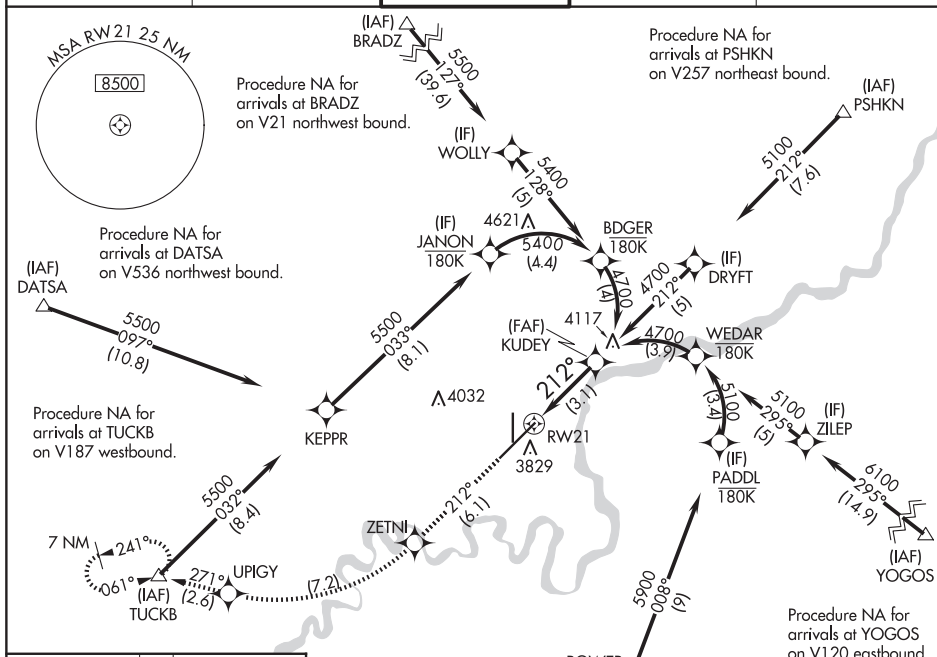 MSA RW 21 25 NM
8500
(IAF)
BRADZ
5500
127°
(39.6)
Procedure NA for
arrivals at BRADZ
on V21 northwest bound.
Procedure NA for
arrivals at PSHKN
on V257 northeast bound.
(IAF)
PSHKN
5100
212°
(7.6)
(IF)
WOLLY
5400
128°
(5)
Procedure NA for
arrivals at DATSA
on V536 northwest bound.
(IF)
JANON
180K
4621
5400
(4.4)
BDGER
180K
4700
(4)
(IF)
DRYFT
4700
212°
(5)
(IAF)
DATSA
5500
097°
(10.8)
5500
033°
(8.1)
4117
(FAF)
KUDEY
4700
(3.9)
WEDAR
180K
212°
(3.1)
5100
(3.4)
5100
295°
(5)
(IF)
ZILEP
KEPPR
4032
RW21
3829
(IF)
PADDL
180K
6100
295°
(14.9)
(IAF)
YOGOS
Procedure NA for
arrivals at TUCKB
on V187 westbound.
5500
032°
(8.4)
212°
(6.1)
ZETNI
7 NM
241°
061°
(IAF)
TUCKB
271°
(2.6)
UPIGY
(7.2)
5900
008°
(9)
Procedure NA for
arrivals at YOGOS
on V120 eastbound